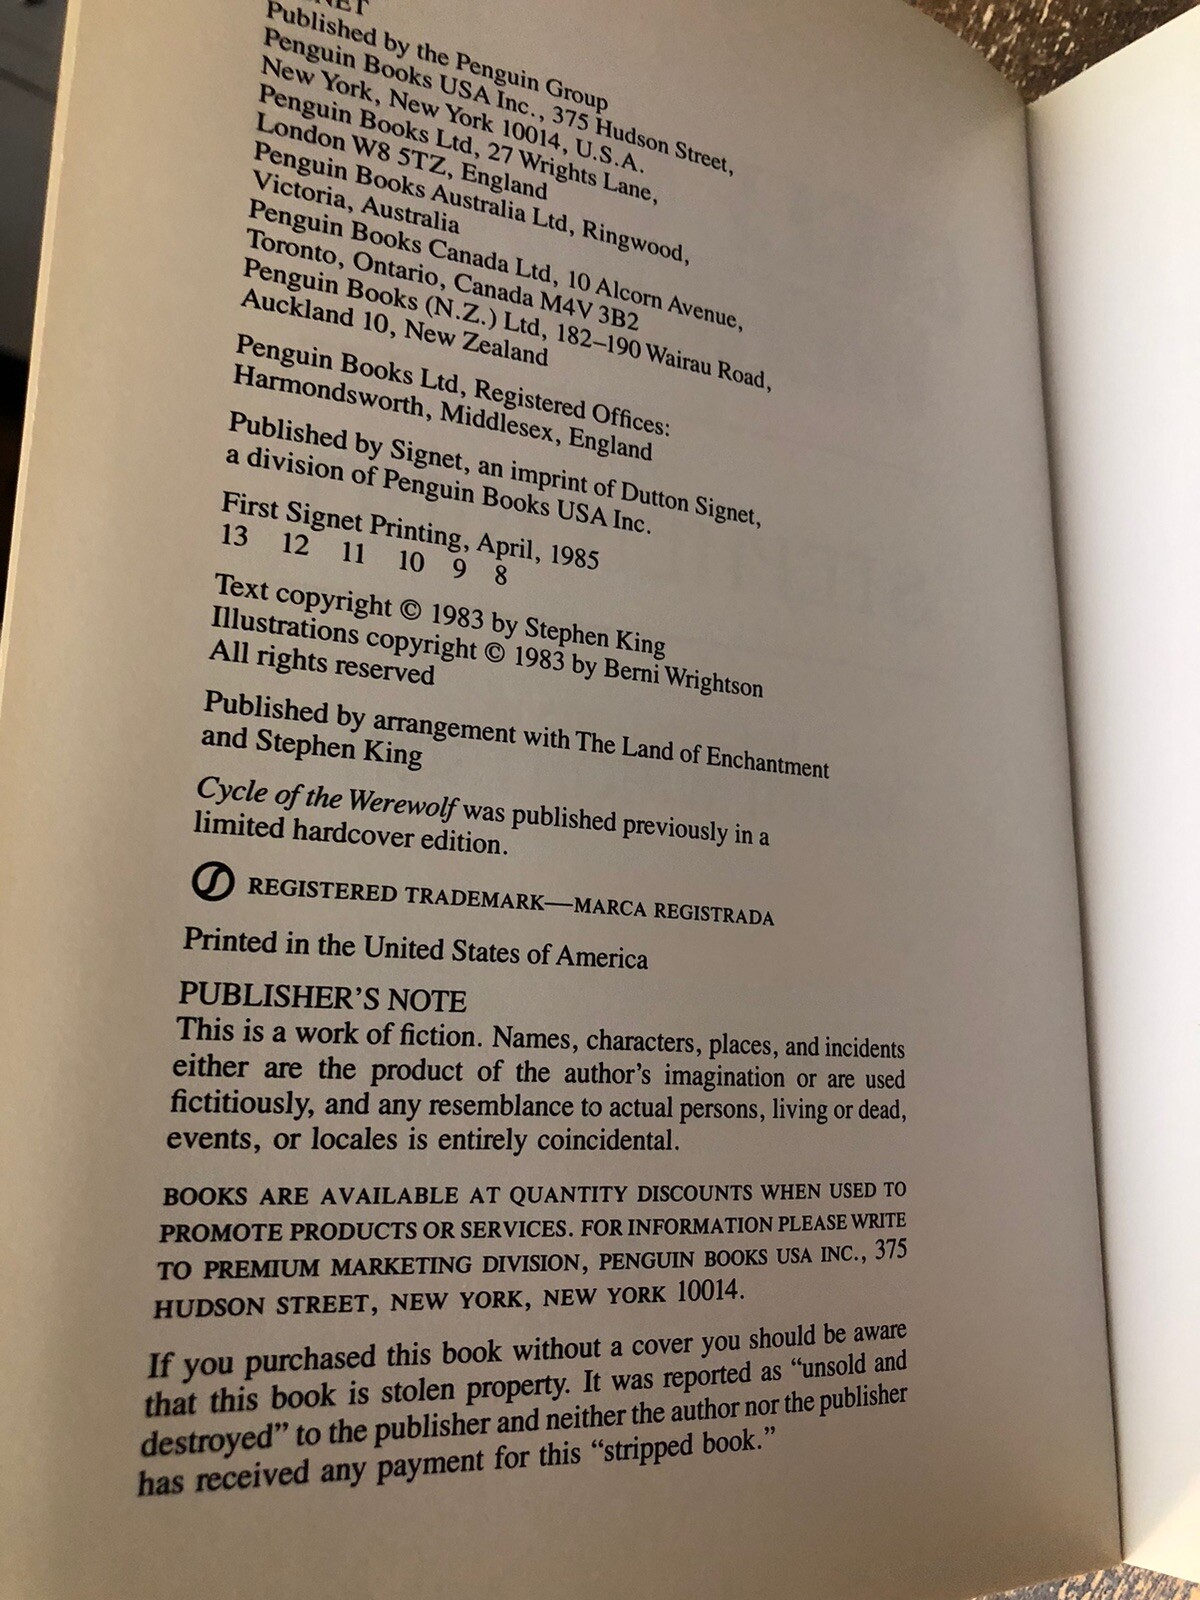 Published by the Penguin Group
Penguin Books USA Inc., 375 Hudson Street,
New York, New York 10014, U.S.A.
Penguin Books Ltd, 27 Wrights Lane,
London W8 5TZ, England
Penguin Books Australia Ltd, Ringwood,
Victoria, Australia
Penguin Books Canada Ltd, 10 Alcorn Avenue,
Toronto, Ontario, Canada M4V 3B2
Penguin Books (N.Z.) Ltd, 182–190 Wairau Road,
Auckland 10, New Zealand
Penguin Books Ltd, Registered Offices:
Harmondsworth, Middlesex, England
Published by Signet, an imprint of Dutton Signet,
a division of Penguin Books USA Inc.
First Signet Printing, April, 1985
13 12 11 10 9 8
Text copyright © 1983 by Stephen King
Illustrations copyright © 1983 by Berni Wrightson
All rights reserved
Published by arrangement with The Land of Enchantment
and Stephen King
Cycle of the Werewolf was published previously in a
limited hardcover edition.
REGISTERED TRADEMARK—MARCA REGISTRADA
Printed in the United States of America
PUBLISHER'S NOTE
This is a work of fiction. Names, characters, places, and incidents
either are the product of the author's imagination or are used
fictitiously, and any resemblance to actual persons, living or dead,
events, or locales is entirely coincidental.
BOOKS ARE AVAILABLE AT QUANTITY DISCOUNTS WHEN USED TO
PROMOTE PRODUCTS OR SERVICES. FOR INFORMATION PLEASE WRITE
TO PREMIUM MARKETING DIVISION, PENGUIN BOOKS USA INC., 375
HUDSON STREET, NEW YORK, NEW YORK 10014.
If you purchased this book without a cover you should be aware
that this book is stolen property. It was reported as "unsold and
destroyed" to the publisher and neither the author nor the publisher
has received any payment for this "stripped book."